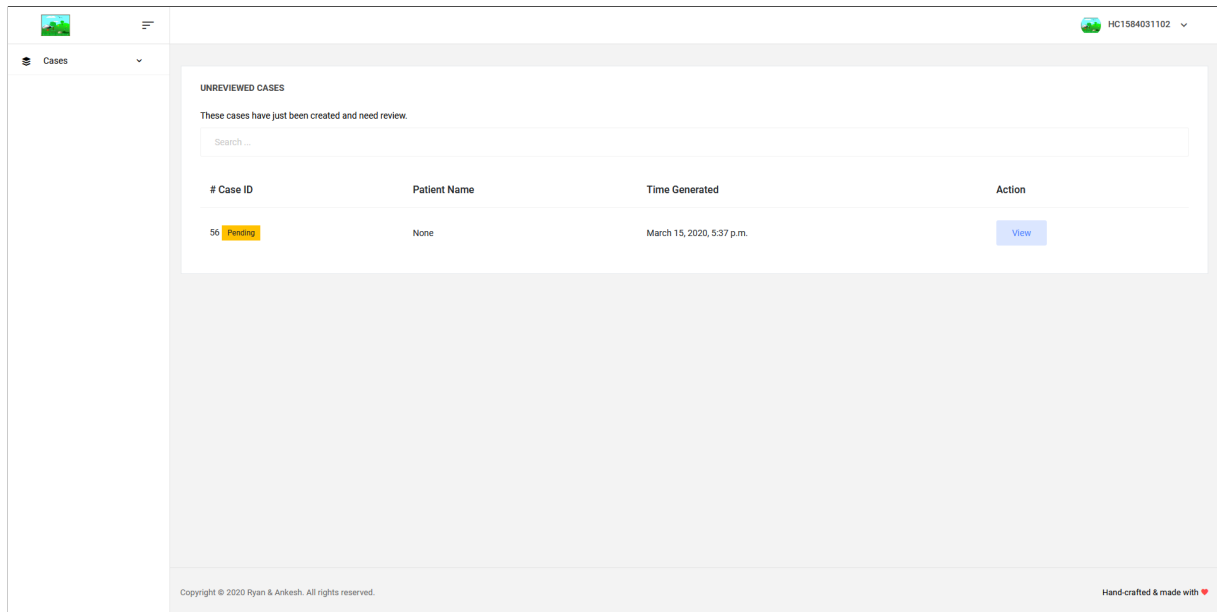 HC1584031102
Cases
UNREVIEWED CASES
These cases have just been created and need review.
Search ...
# Case ID Patient Name Time Generated Action
56 Pending None March 15, 2020, 5:37 p.m. View
Copyright © 2020 Ryan & Ankesh. All rights reserved. Hand-crafted & made with ♥